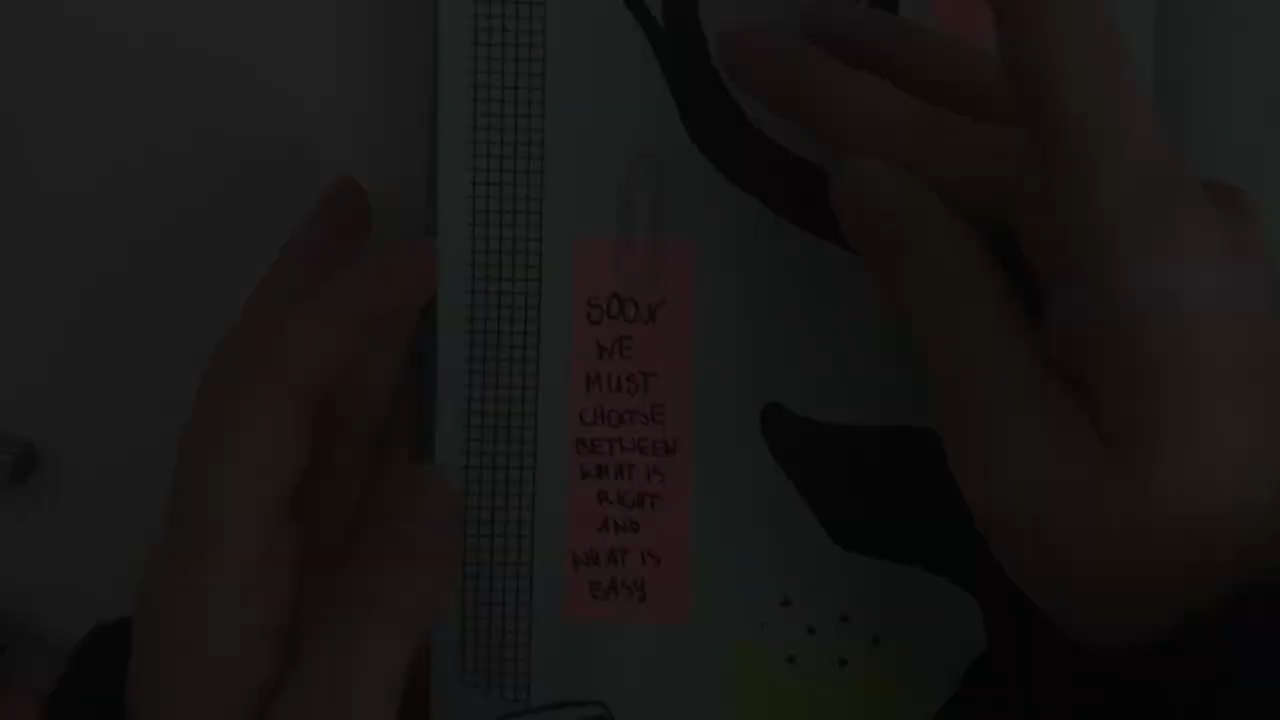 SOOn
WE
MUST
CHOOSE
BETWEEN
WHAT IS
RIGHT
AND
WHAT IS
EASY